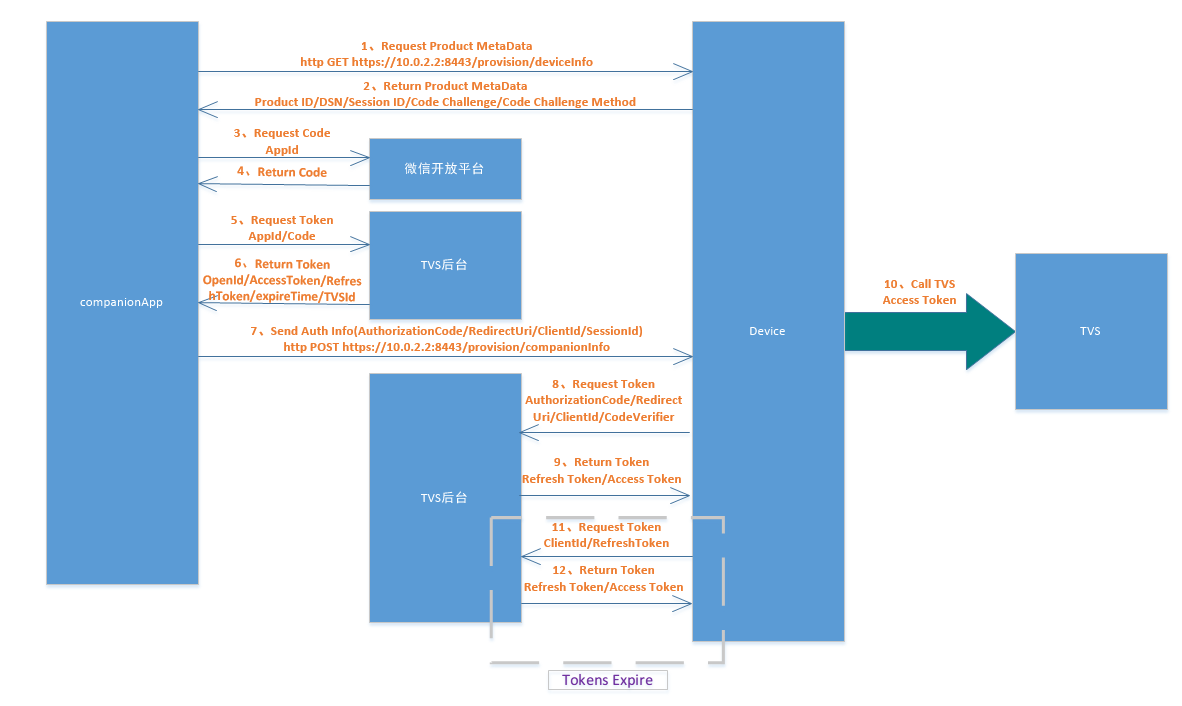 1、Request Product MetaData
http GET https://10.0.2.2:8443/provision/deviceInfo
2、Return Product MetaData
Product ID/DSN/Session ID/Code Challenge/Code Challenge Method
3、Request Code
AppId
微信开放平台
4、Return Code
5、Request Token
AppId/Code
TVS后台
6、Return Token
OpenId/AccessToken/Refres
hToken/expireTime/TVSId
companionApp
7、Send Auth Info(AuthorizationCode/RedirectUri/ClientId/SessionId)
http POST https://10.0.2.2:8443/provision/companionInfo
Device
10、Call TVS
Access Token
TVS
8、Request Token
AuthorizationCode/Redirect
Uri/ClientId/CodeVerifier
9、Return Token
Refresh Token/Access Token
TVS后台
11、Request Token
ClientId/RefreshToken
12、Return Token
Refresh Token/Access Token
Tokens Expire